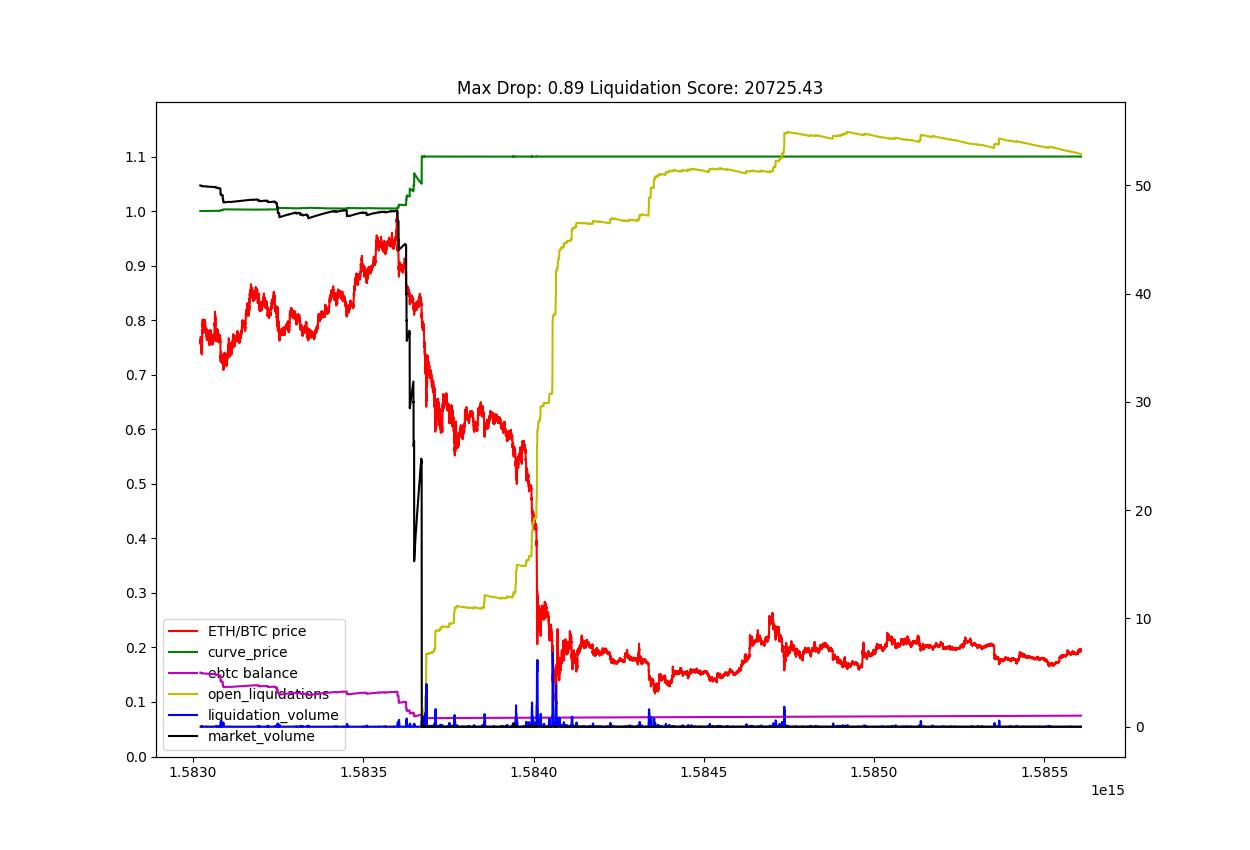 Max Drop: 0.89 Liquidation Score: 20725.43
1.1
1.0
0.9
0.8
0.7
0.6
0.5
0.4
0.3
0.2
0.1
0.0
50
40
30
20
10
0
ETH/BTC price
curve_price
ebtc balance
open_liquidations
liquidation_volume
market_volume
1.5830 1.5835 1.5840 1.5845 1.5850 1.5855
1e15